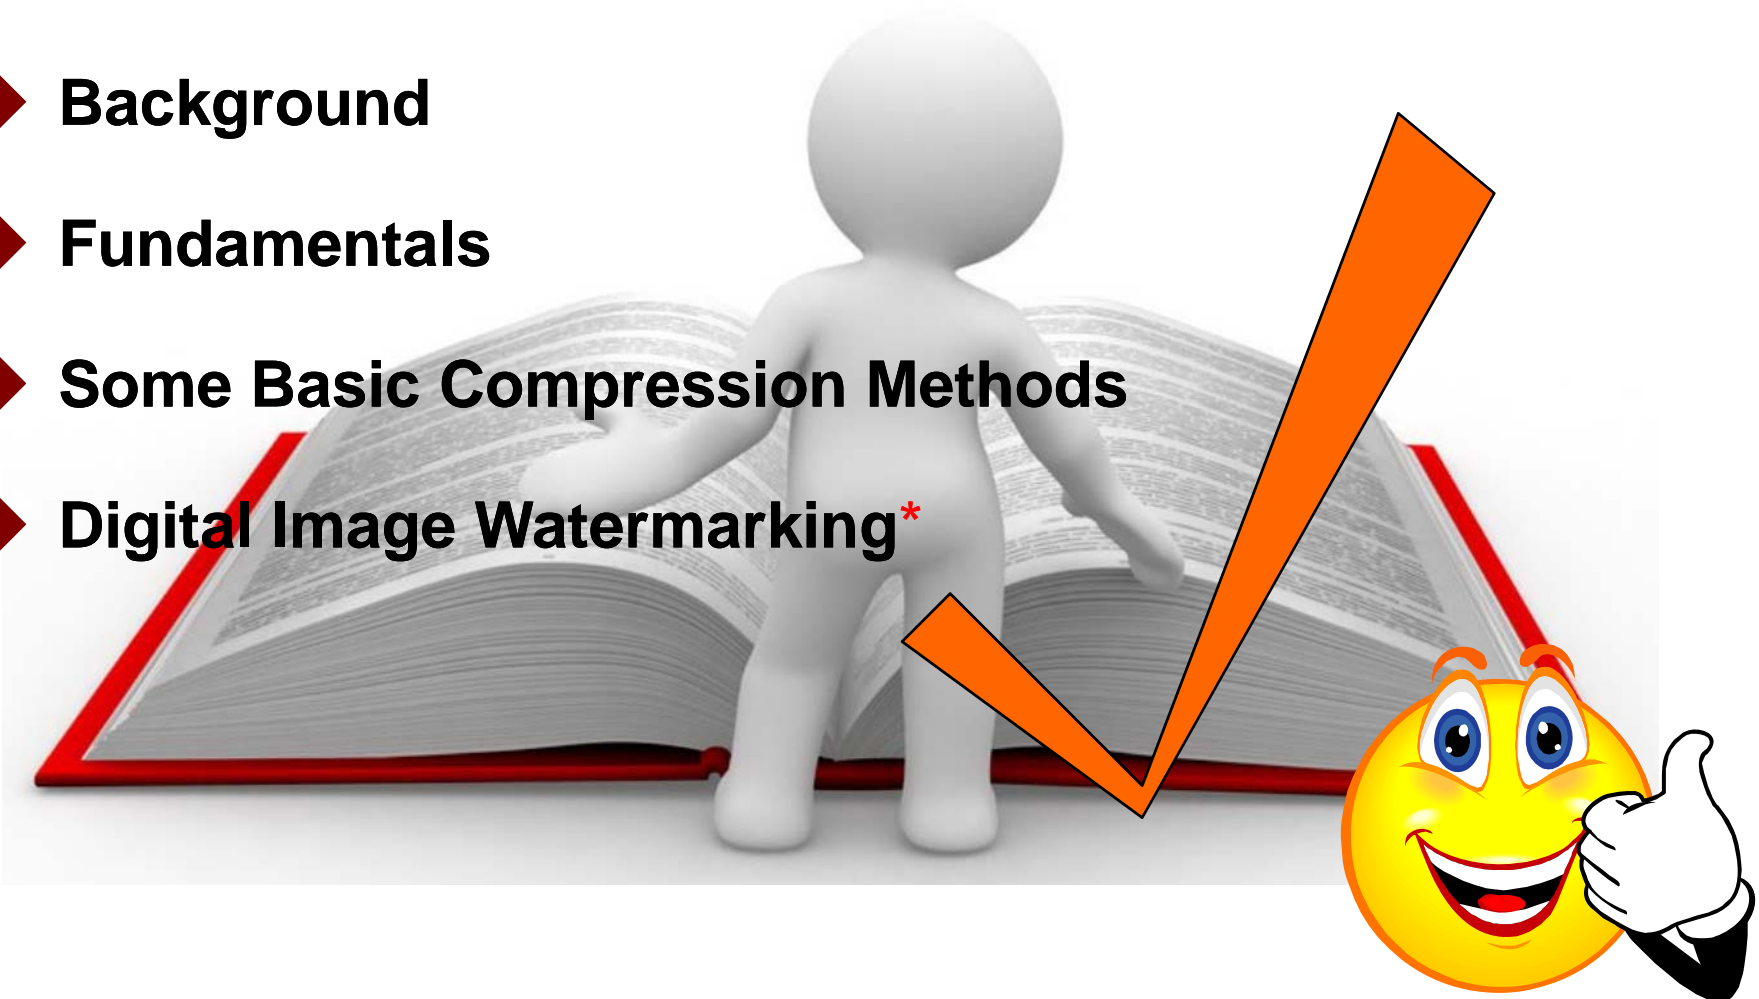 Background
Fundamentals
Some Basic Compression Methods
Digital Image Watermarking*